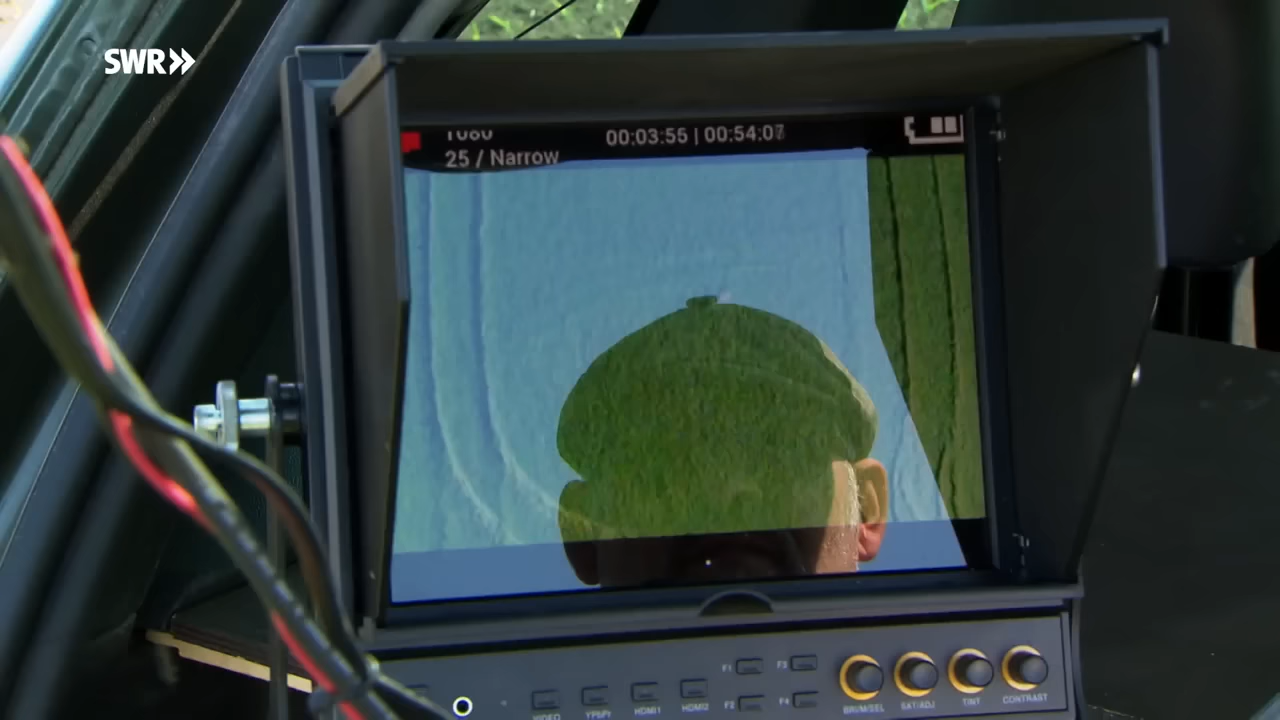 SWR
1080
00:03:55 | 00:54:07
25 / Narrow
F1
F3
VIDEO
YPbPr
HDMI1
HDMI2
F2
F4
BRI/M/SEL
SAT/ADJ
TINT
CONTRAST